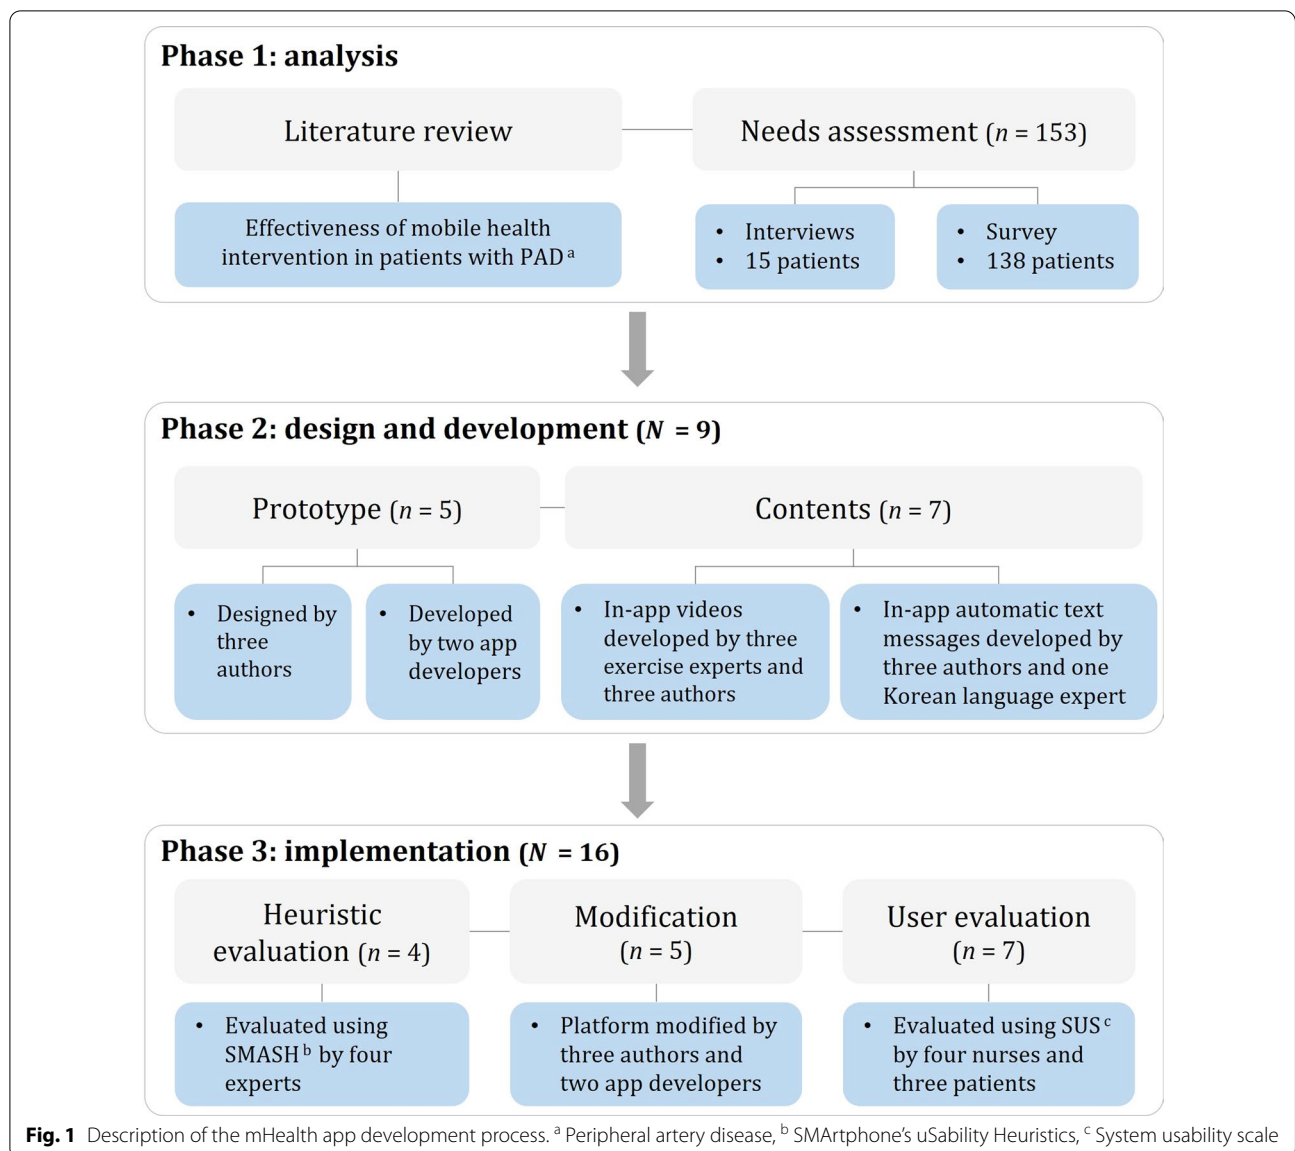 Phase 1: analysis
Literature review
Needs assessment (n = 153)
Effectiveness of mobile health
intervention in patients with PAD a
• Interviews
• 15 patients
• Survey
• 138 patients
Phase 2: design and development (N = 9)
Prototype (n = 5)
Contents (n = 7)
• Designed by
three
authors
• Developed
by two app
developers
• In-app videos
developed by three
exercise experts and
three authors
• In-app automatic text
messages developed by
three authors and one
Korean language expert
Phase 3: implementation (N = 16)
Heuristic
evaluation (n = 4)
Modification
(n = 5)
User evaluation
(n = 7)
• Evaluated using
SMASH b by four
experts
• Platform modified by
three authors and
two app developers
• Evaluated using SUS c
by four nurses and
three patients
Fig. 1 Description of the mHealth app development process. a Peripheral artery disease, b SMArtphone's uSability Heuristics, c System usability scale